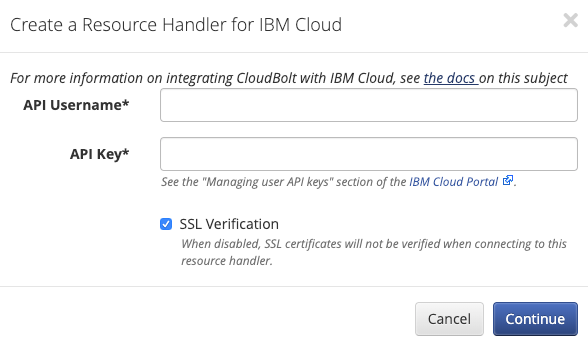 Create a Resource Handler for IBM Cloud
For more information on integrating CloudBolt with IBM Cloud, see the docs on this subject
API Username*
API Key*
See the "Managing user API keys" section of the IBM Cloud Portal.
SSL Verification
When disabled, SSL certificates will not be verified when connecting to this
resource handler.
Cancel Continue